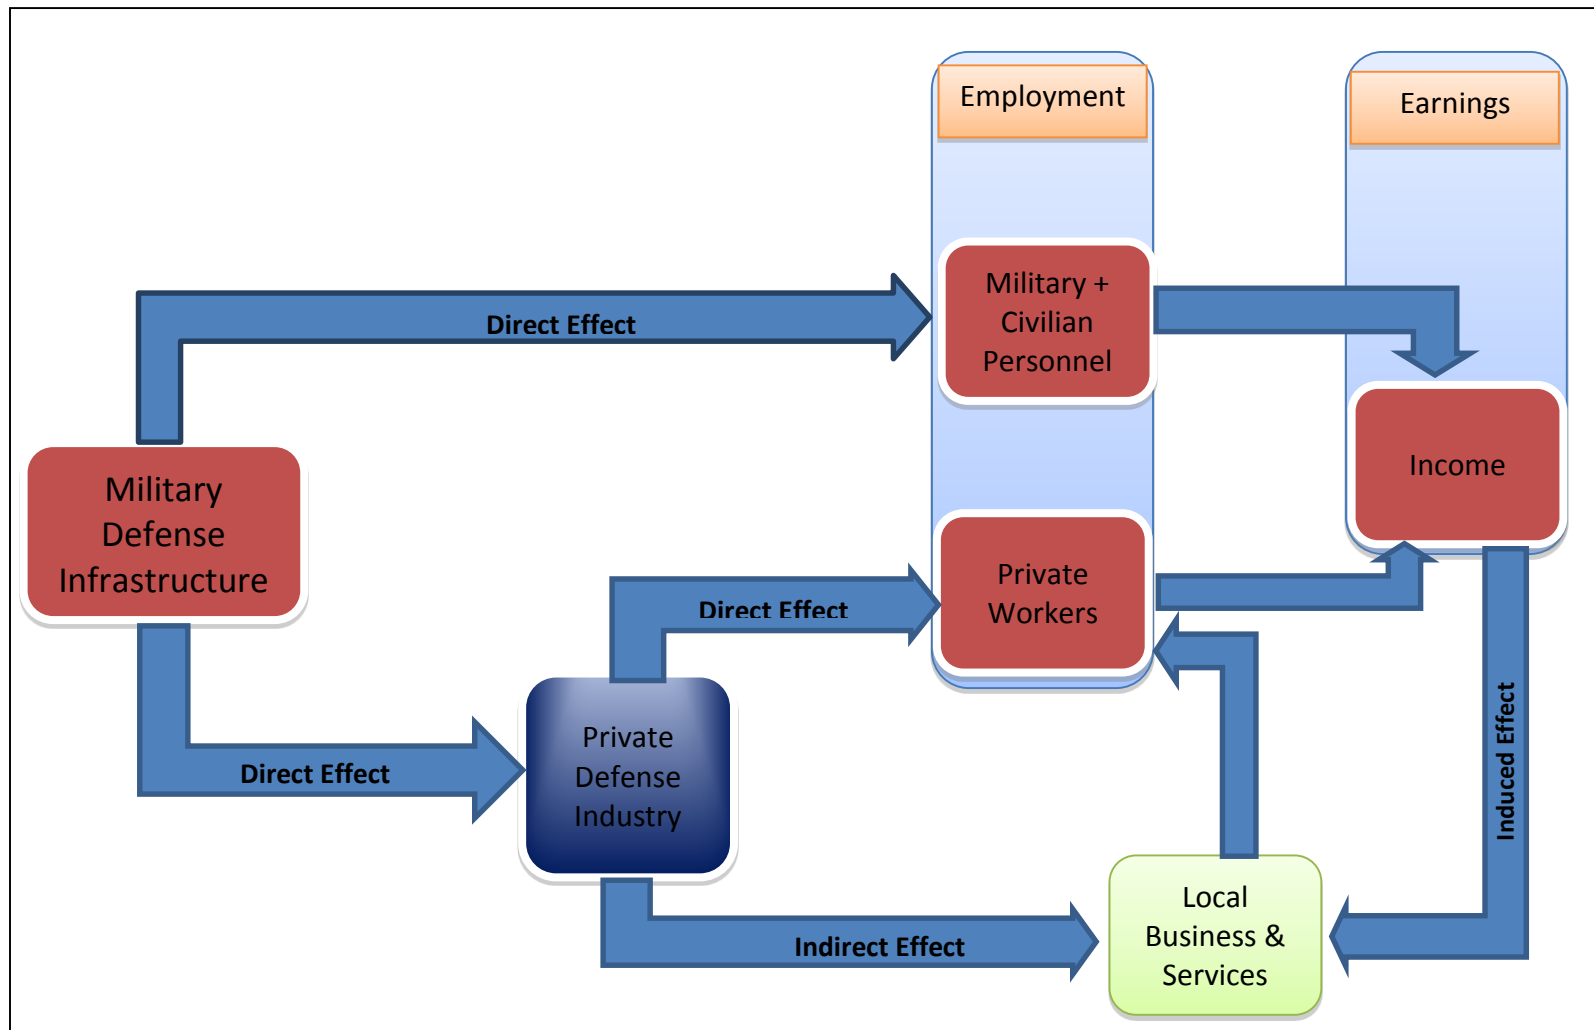 Employment
Earnings
Military +
Civilian
Personnel
Direct Effect
Income
Military
Defense
Infrastructure
Private
Workers
Direct Effect
Private
Defense
Industry
Direct Effect
Induced Effect
Local
Business &
Services
Indirect Effect